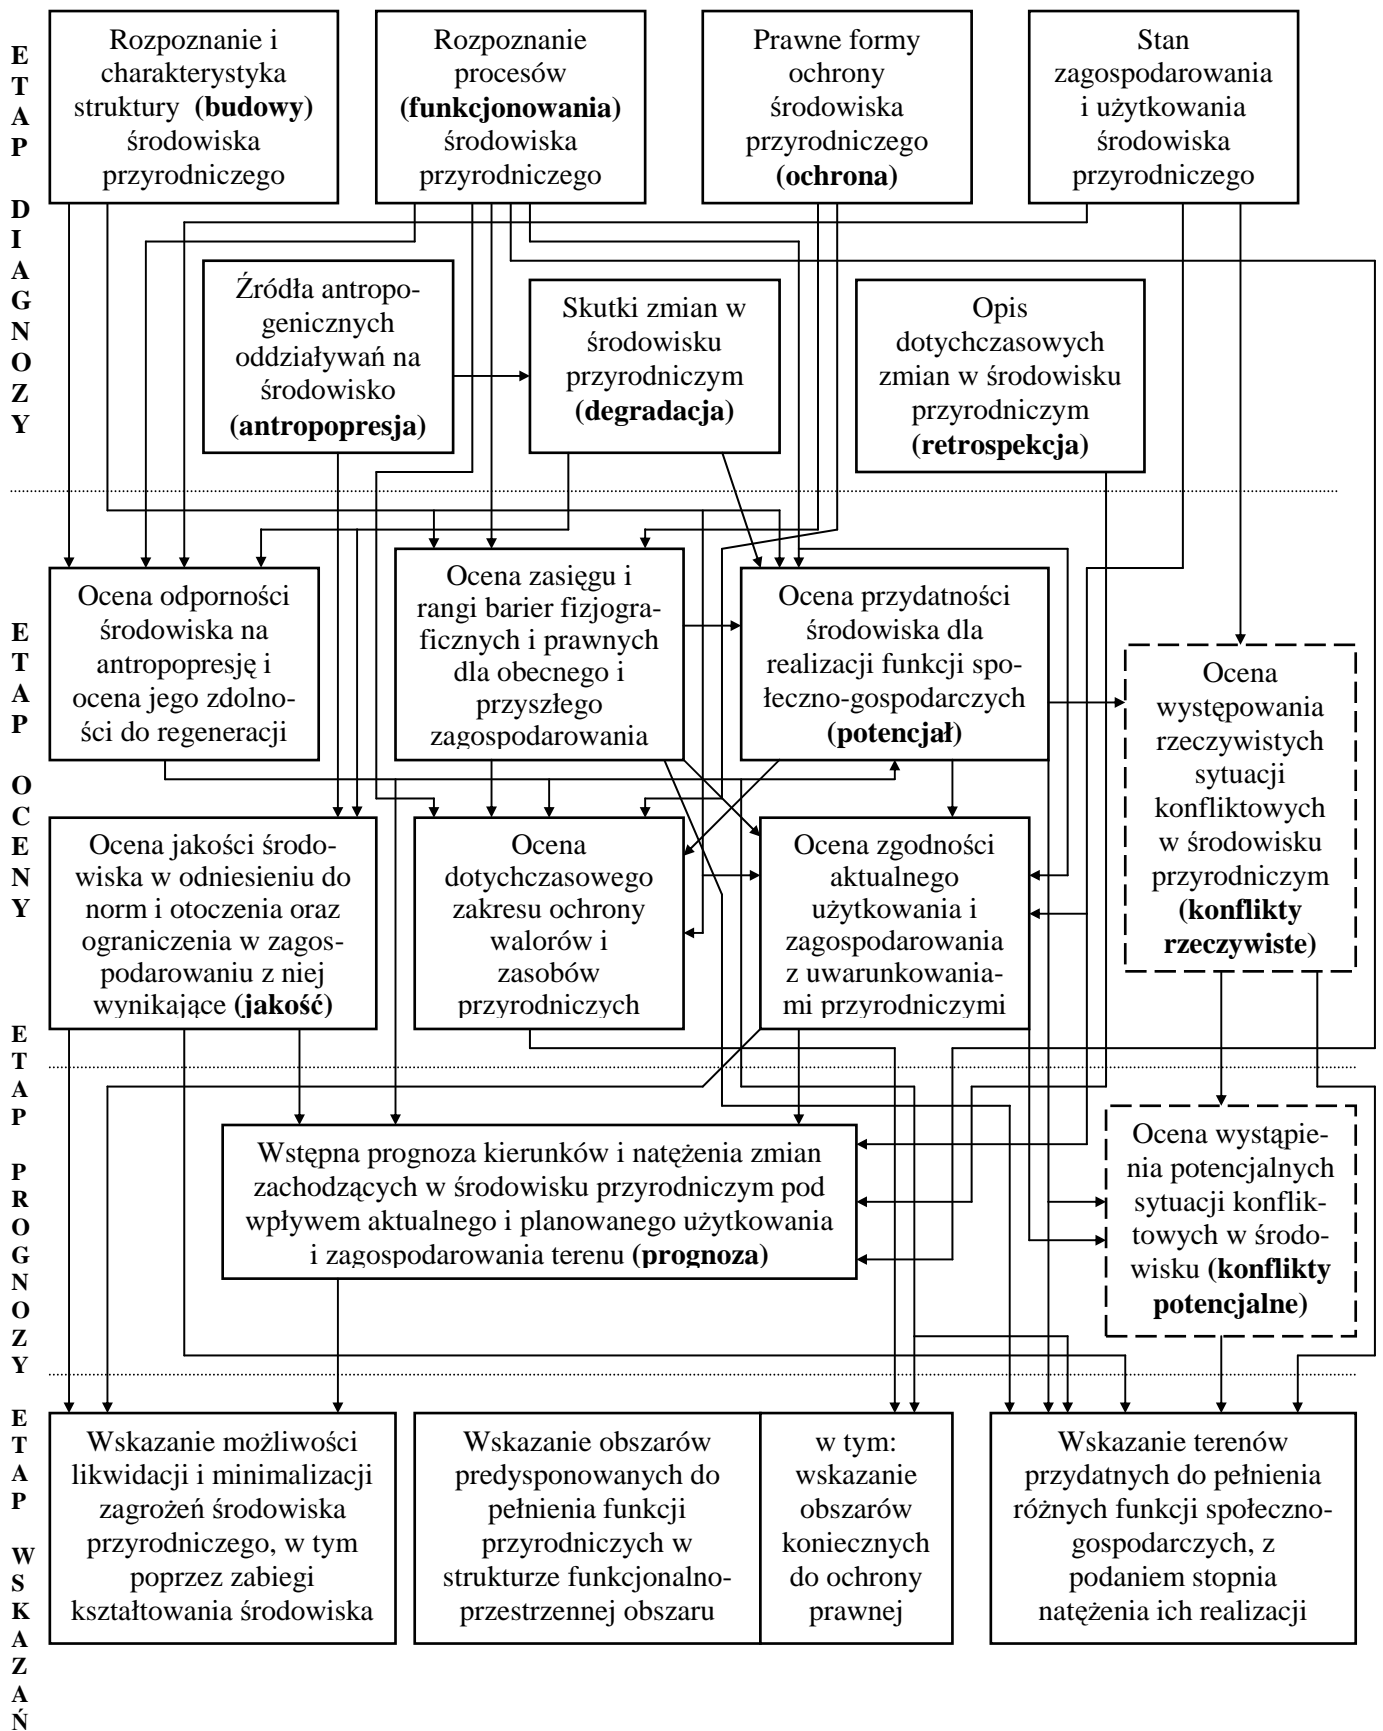 ETAP DIAGNOZY
Rozpoznanie i
charakterystyka
struktury (budowy)
środowiska
przyrodniczego
Rozpoznanie
procesów
(funkcjonowania)
środowiska
przyrodniczego
Prawne formy
ochrony
środowiska
przyrodniczego
(ochrona)
Stan
zagospodarowania
i użytkowania
środowiska
przyrodniczego
Źródła antropo-
genicznych
oddziaływań na
środowisko
(antropopresja)
Skutki zmian w
środowisku
przyrodniczym
(degradacja)
Opis
dotychczasowych
zmian w środowisku
przyrodniczym
(retrospekcja)
ETAP OCENY
Ocena odporności
środowiska na
antropopresję i
ocena jego zdolno-
ści do regeneracji
Ocena zasięgu i
rangi barier fizjogra-
ficznych i prawnych
dla obecnego i
przyszłego
zagospodarowania
Ocena przydatności
środowiska dla
realizacji funkcji spo-
łeczno-gospodarczych
(potencjał)
Ocena
występowania
rzeczywistych
sytuacji
konfliktowych
w środowisku
przyrodniczym
(konflikty
rzeczywiste)
Ocena jakości środo-
wiska w odniesieniu do
norm i otoczenia oraz
ograniczenia w zagos-
podarowaniu z niej
wynikające (jakość)
Ocena
dotychczasowego
zakresu ochrony
walorów i
zasobów
przyrodniczych
Ocena zgodności
aktualnego
użytkowania i
zagospodarowania
z uwarunkowania-
mi przyrodniczymi
ETAP PROGNOZY
Wstępna prognoza kierunków i natężenia zmian
zachodzących w środowisku przyrodniczym pod
wpływem aktualnego i planowanego użytkowania
i zagospodarowania terenu (prognoza)
Ocena wystąpie-
nia potencjalnych
sytuacji konflik-
towych w środo-
wisku (konflikty
potencjalne)
ETAP WSKAZAŃ
Wskazanie możliwości
likwidacji i minimalizacji
zagrożeń środowiska
przyrodniczego, w tym
poprzez zabiegi
kształtowania środowiska
Wskazanie obszarów
predysponowanych do
pełnienia funkcji
przyrodniczych w
strukturze funkcjonalno-
przestrzennej obszaru
w tym:
wskazanie
obszarów
koniecznych
do ochrony
prawnej
Wskazanie terenów
przydatnych do pełnienia
różnych funkcji społeczno-
gospodarczych, z
podaniem stopnia
natężenia ich realizacji